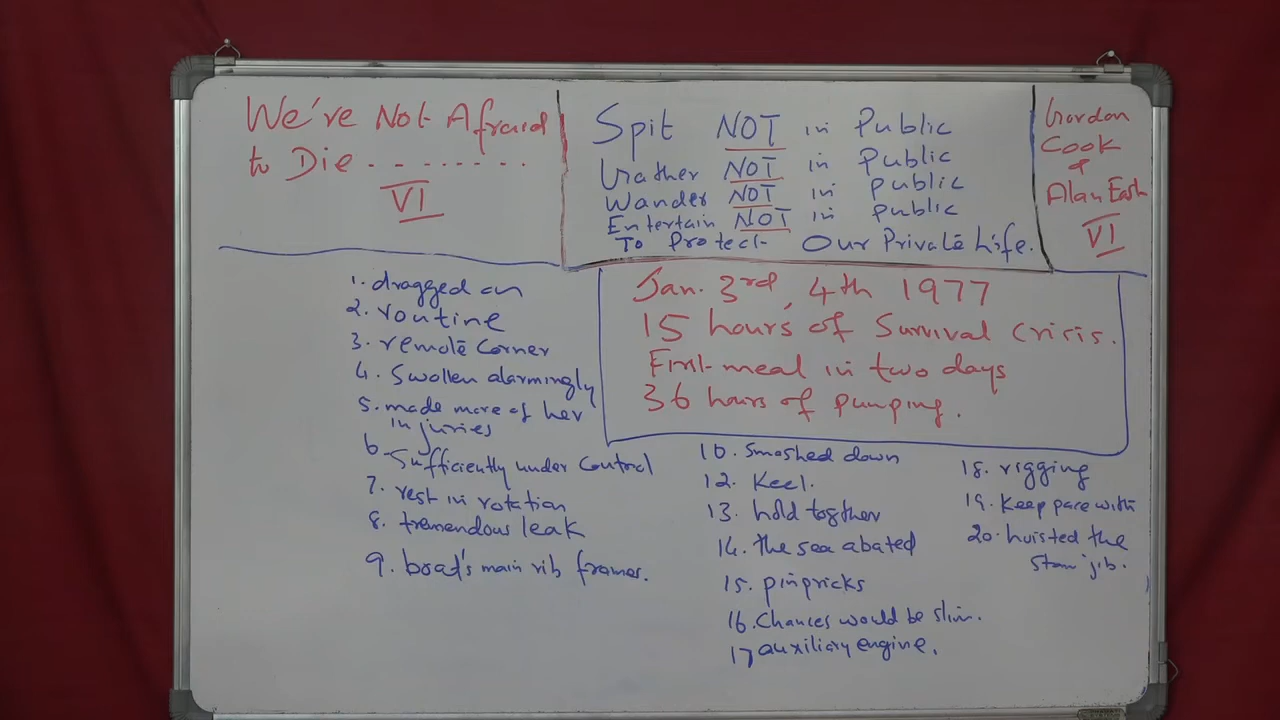 We're Not Afraid
to Die - - - - - - - -
VI
Spit NOT in Public
Gather NOT in Public
Wander NOT in public
Entertain NOT in public
To Protect Our Private Life.
Gordon
Cook
&
Alan East
VI
Jan. 3rd, 4th 1977
15 hours of Survival Crisis.
First meal in two days
36 hours of pumping.
1. dragged on
2. routine
3. remote corner
4. Swollen alarmingly
5. made more of her
injuries
6. Sufficiently under control
7. rest in rotation
8. tremendous leak
9. boad's main rib frames.
10. Smashed down
12. Keel.
13. hold together
14. the sea abated
15. pinpricks
16. Chances would be slim.
17 auxiliary engine.
18. rigging
19. Keep pace with
20. hoisted the
storm jib.